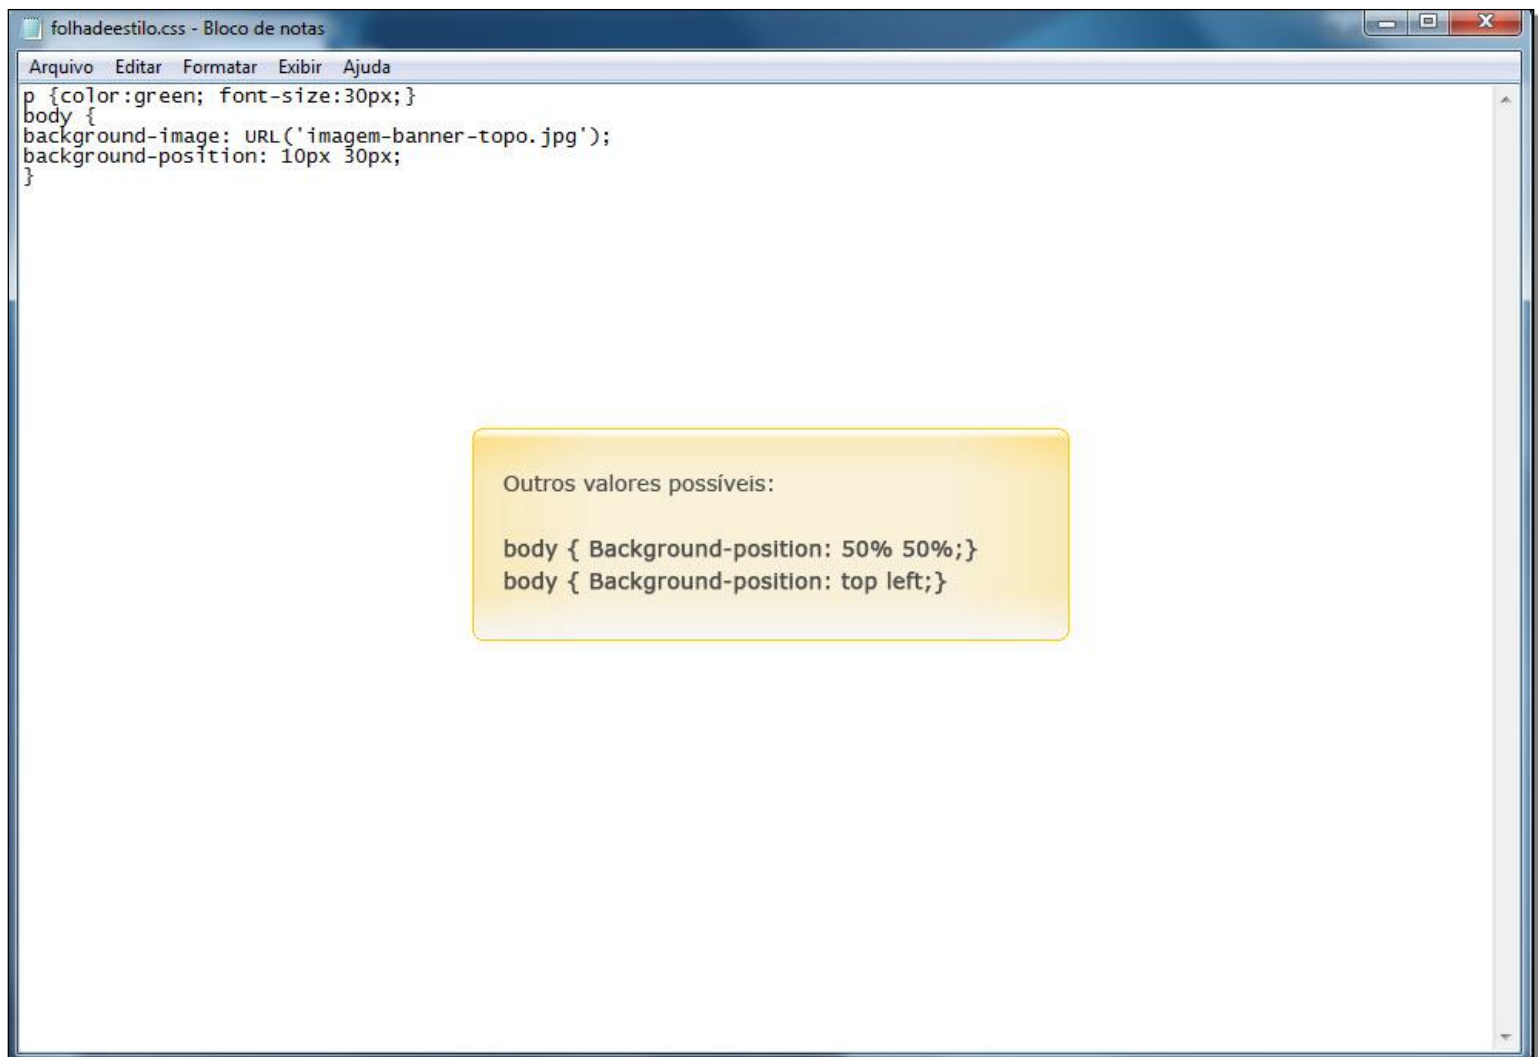 folhadeestilo.css - Bloco de notas
Arquivo Editar Formatar Exibir Ajuda
p {color:green; font-size:30px;}
body {
background-image: URL('imagem-banner-topo.jpg');
background-position: 10px 30px;
}
Outros valores possíveis:
body { Background-position: 50% 50%;}
body { Background-position: top left;}